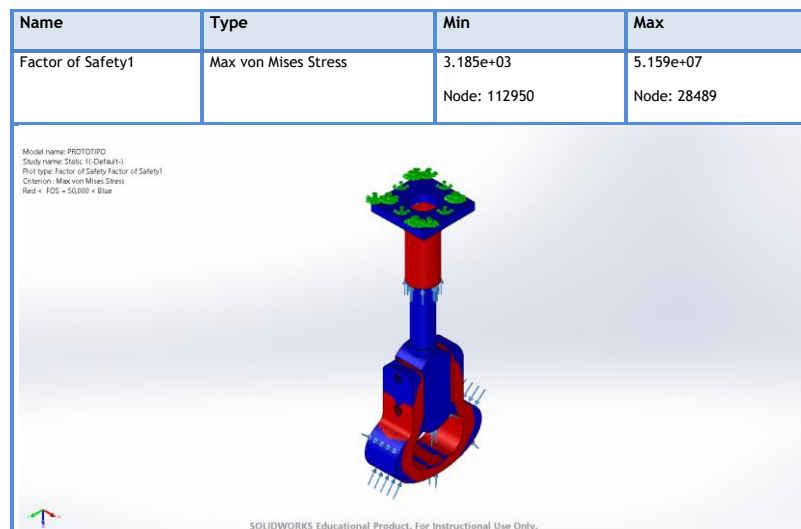 Name Type Min Max
Factor of Safety1 Max von Mises Stress 3.185e+03 5.159e+07
Node: 112950 Node: 28489
Model name: PROTOTIPO
Study name: Static 1(-Default-)
Plot type: Factor of Safety Factor of Safety1
Criterion : Max von Mises Stress
Red < FOS = 50,000 < Blue
SOLIDWORKS Educational Product. For Instructional Use Only.